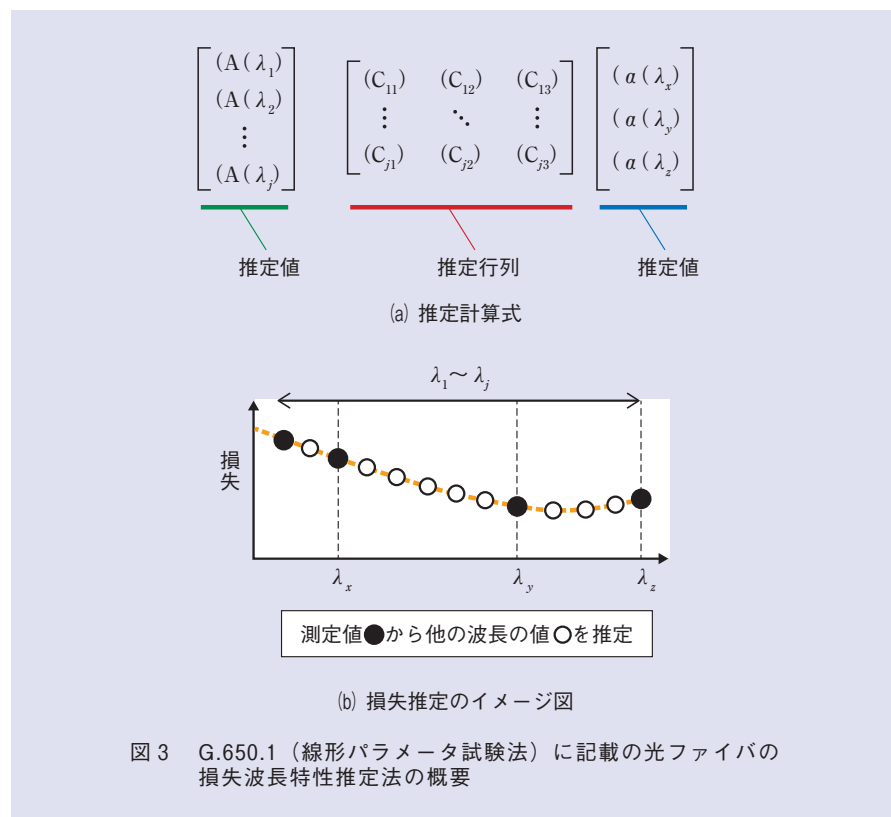 (A(λ₁) (C₁₁) (C₁₂) (C₁₃) (α(λₓ)
(A(λ₂) ⋮ ⋱ ⋮ (α(λᵧ)
⋮
(A(λⱼ) (Cⱼ₁) (Cⱼ₂) (Cⱼ₃) (α(λ_z)
推定値 推定行列 推定値
(a) 推定計算式
λ₁～λⱼ
損失
λₓ λᵧ λ_z
測定値●から他の波長の値○を推定
(b) 損失推定のイメージ図
図3 G.650.1（線形パラメータ試験法）に記載の光ファイバの
損失波長特性推定法の概要